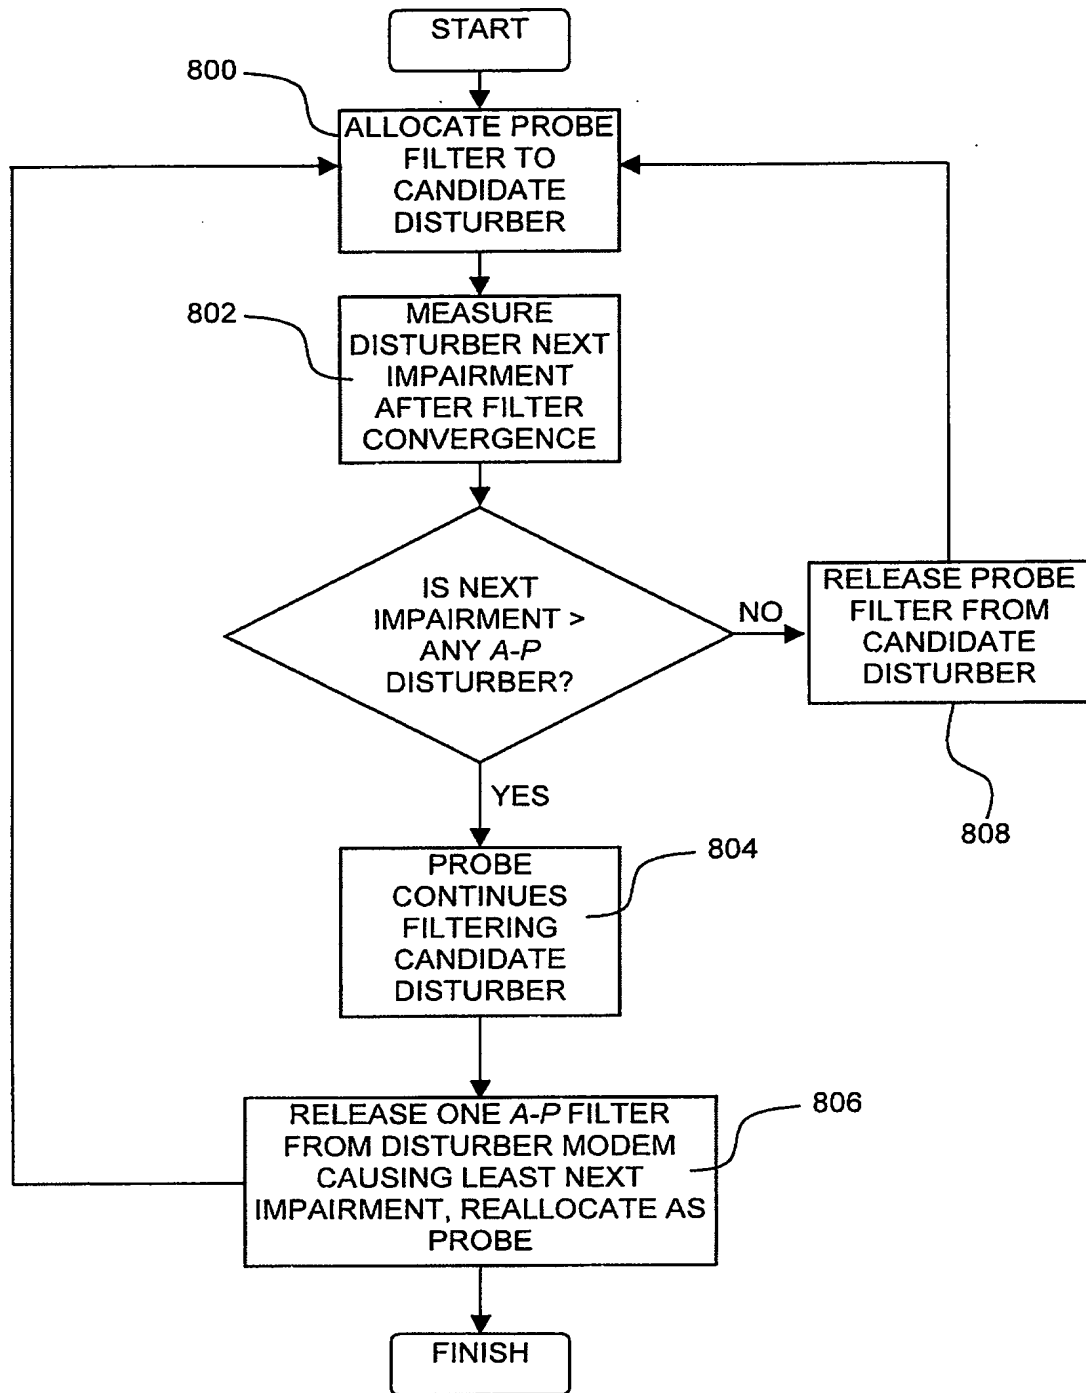 START
800
ALLOCATE PROBE
FILTER TO
CANDIDATE
DISTURBER
802
MEASURE
DISTURBER NEXT
IMPAIRMENT
AFTER FILTER
CONVERGENCE
IS NEXT
IMPAIRMENT >
ANY A-P
DISTURBER?
NO
RELEASE PROBE
FILTER FROM
CANDIDATE
DISTURBER
808
YES
804
PROBE
CONTINUES
FILTERING
CANDIDATE
DISTURBER
806
RELEASE ONE A-P FILTER
FROM DISTURBER MODEM
CAUSING LEAST NEXT
IMPAIRMENT, REALLOCATE AS
PROBE
FINISH